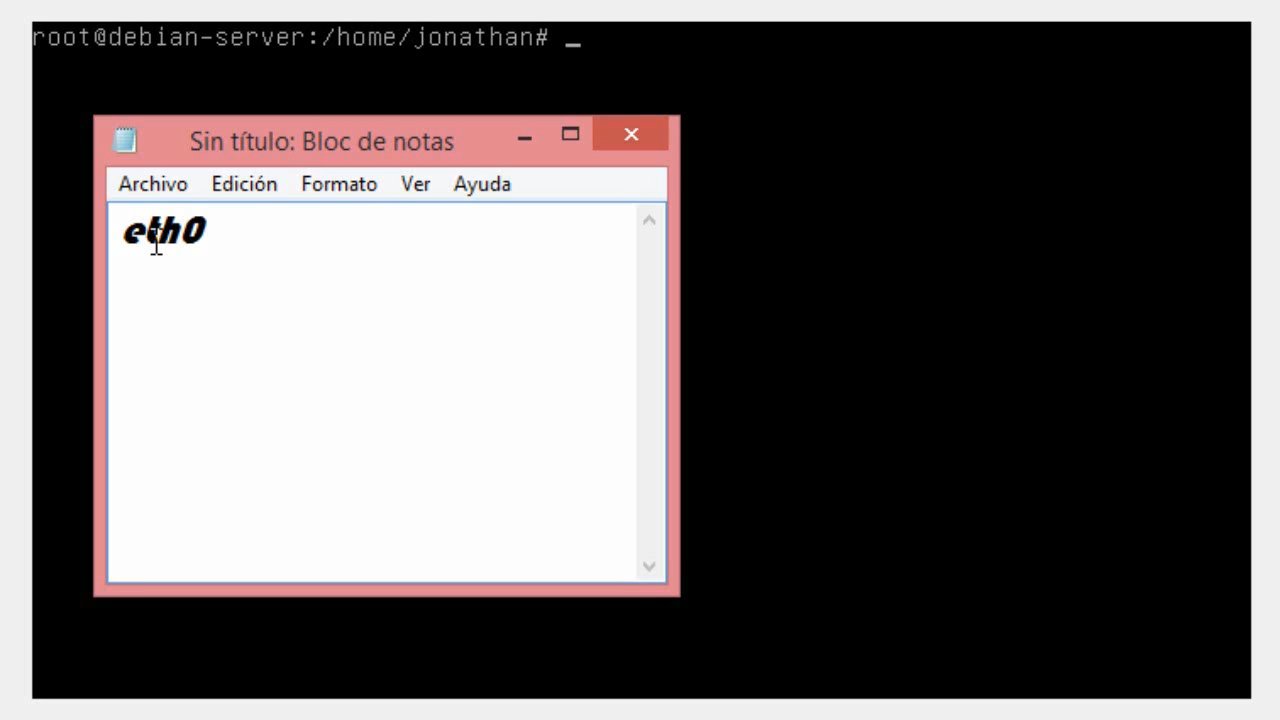 root@debian-server:/home/jonathan# _
Sin título: Bloc de notas
Archivo Edición Formato Ver Ayuda
eth0